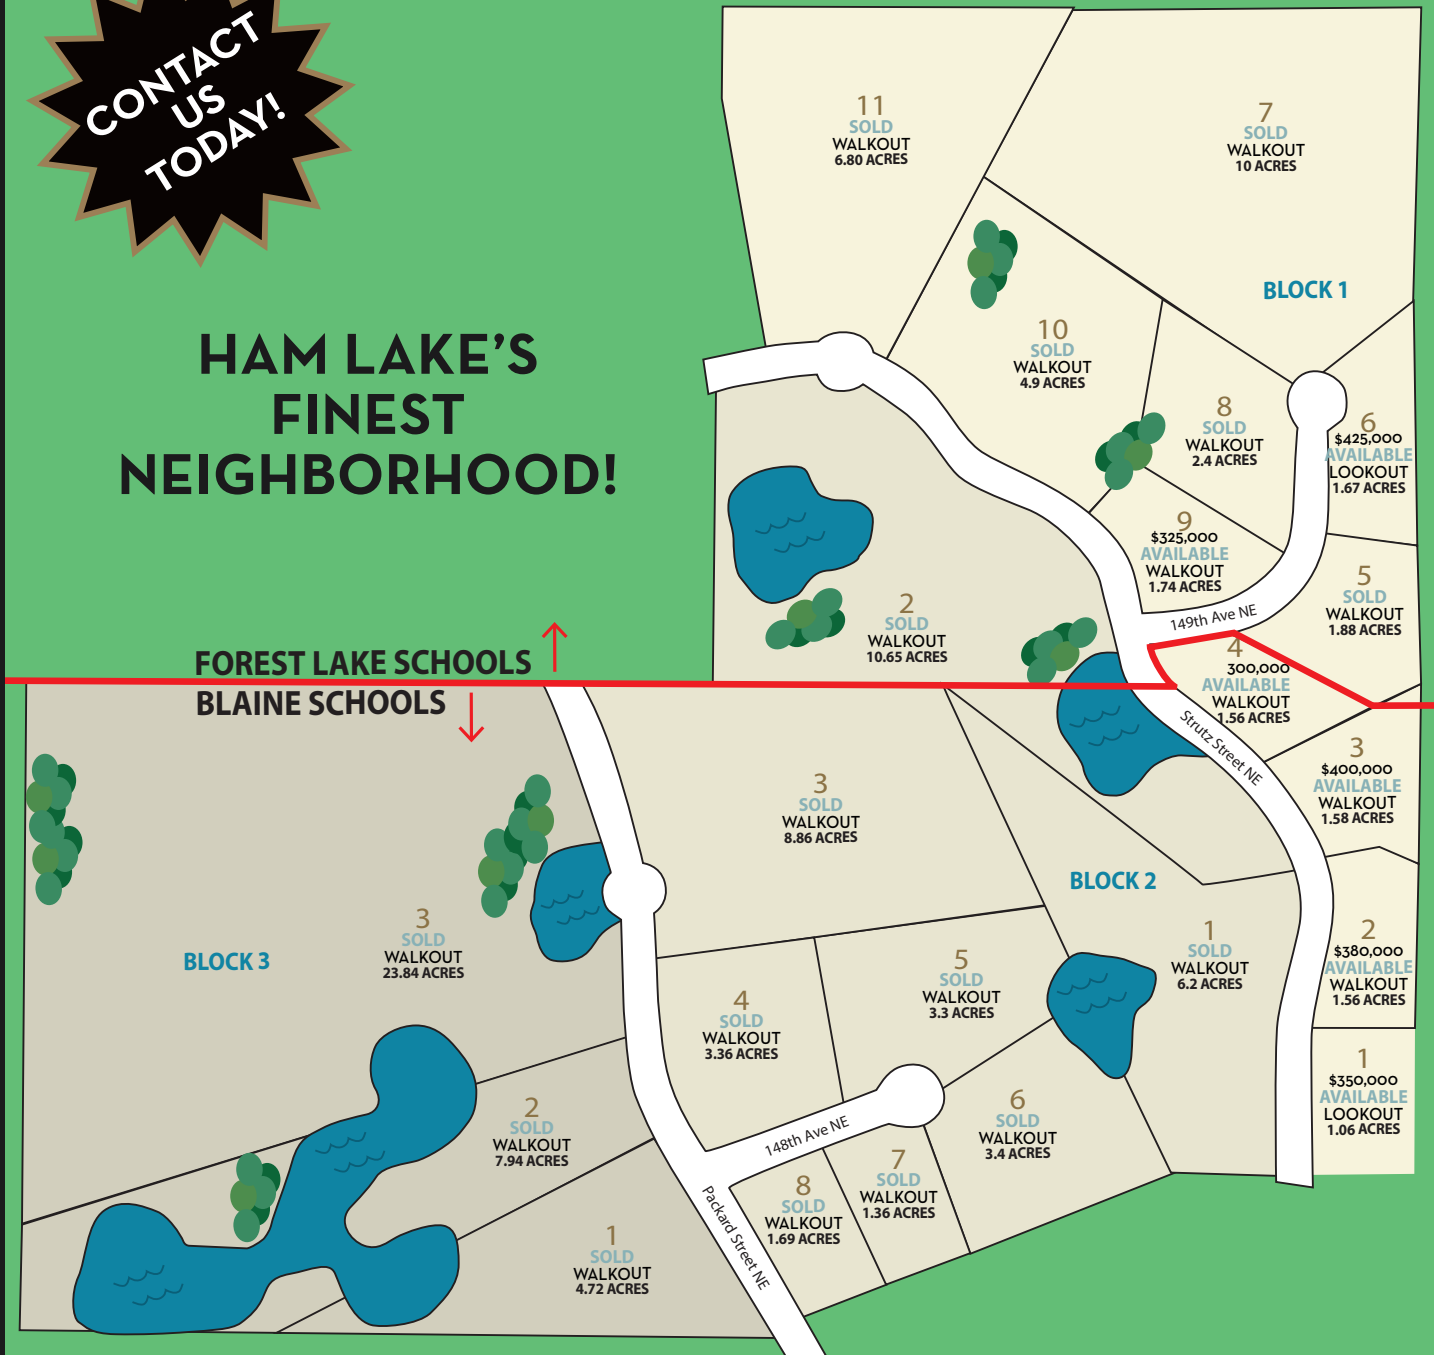 CONTACT
US
TODAY!
HAM LAKE'S
FINEST
NEIGHBORHOOD!
FOREST LAKE SCHOOLS
BLAINE SCHOOLS
11
SOLD
WALKOUT
6.80 ACRES
7
SOLD
WALKOUT
10 ACRES
BLOCK 1
10
SOLD
WALKOUT
4.9 ACRES
8
SOLD
WALKOUT
2.4 ACRES
6
$425,000
AVAILABLE
LOOKOUT
1.67 ACRES
9
$325,000
AVAILABLE
WALKOUT
1.74 ACRES
5
SOLD
WALKOUT
1.88 ACRES
149th Ave NE
2
SOLD
WALKOUT
10.65 ACRES
4
300,000
AVAILABLE
WALKOUT
1.56 ACRES
Strutz Street NE
3
$400,000
AVAILABLE
WALKOUT
1.58 ACRES
3
SOLD
WALKOUT
8.86 ACRES
BLOCK 2
1
SOLD
WALKOUT
6.2 ACRES
2
$380,000
AVAILABLE
WALKOUT
1.56 ACRES
BLOCK 3
3
SOLD
WALKOUT
23.84 ACRES
5
SOLD
WALKOUT
3.3 ACRES
4
SOLD
WALKOUT
3.36 ACRES
1
$350,000
AVAILABLE
LOOKOUT
1.06 ACRES
2
SOLD
WALKOUT
7.94 ACRES
148th Ave NE
6
SOLD
WALKOUT
3.4 ACRES
7
SOLD
WALKOUT
1.36 ACRES
8
SOLD
WALKOUT
1.69 ACRES
Packard Street NE
1
SOLD
WALKOUT
4.72 ACRES